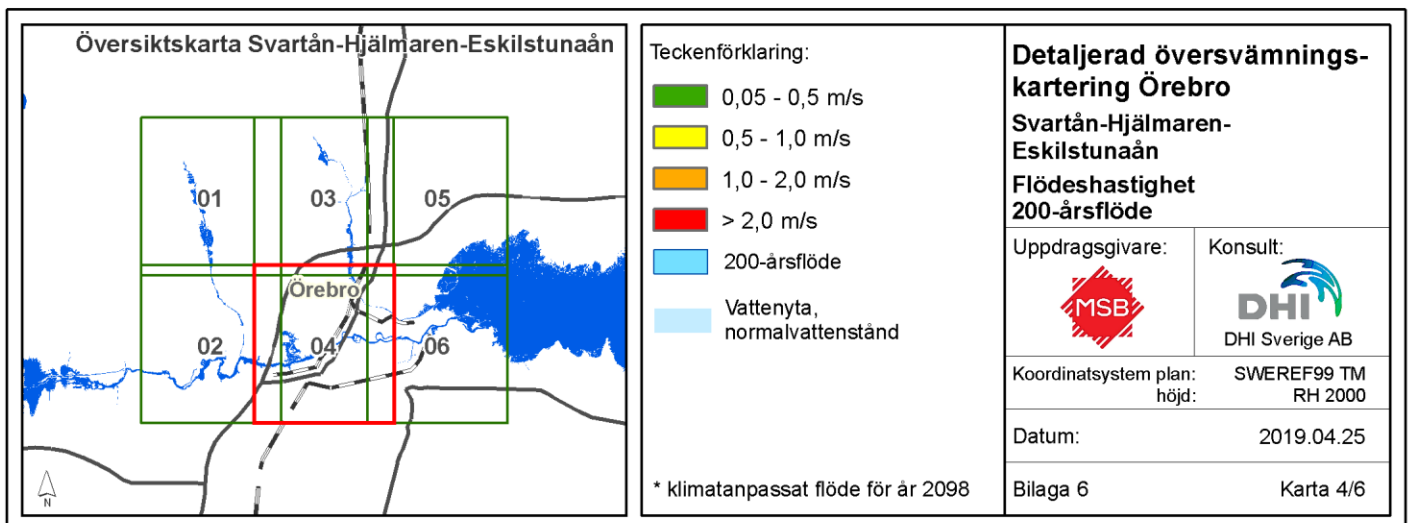 Översiktskarta Svartån-Hjälmaren-Eskilstunaån
01
03
05
Örebro
02
04
06
N
Teckenförklaring:
0,05 - 0,5 m/s
0,5 - 1,0 m/s
1,0 - 2,0 m/s
> 2,0 m/s
200-årsflöde
Vattenyta,
normalvattenstånd
* klimatanpassat flöde för år 2098
Detaljerad översvämnings-
kartering Örebro
Svartån-Hjälmaren-
Eskilstunaån
Flödeshastighet
200-årsflöde
Uppdragsgivare:
MSB
Konsult:
DHI
DHI Sverige AB
Koordinatsystem plan: SWEREF99 TM
höjd: RH 2000
Datum: 2019.04.25
Bilaga 6 Karta 4/6